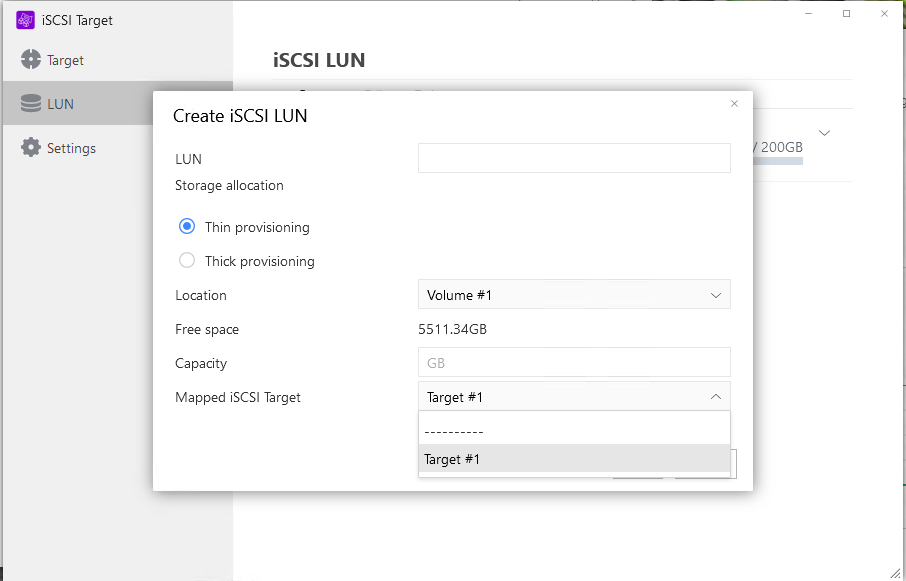 iSCSI Target
Target
LUN
Settings
iSCSI LUN
/ 200GB
Create iSCSI LUN
LUN
Storage allocation
Thin provisioning
Thick provisioning
Location
Volume #1
Free space
5511.34GB
Capacity
GB
Mapped iSCSI Target
Target #1
----------
Target #1